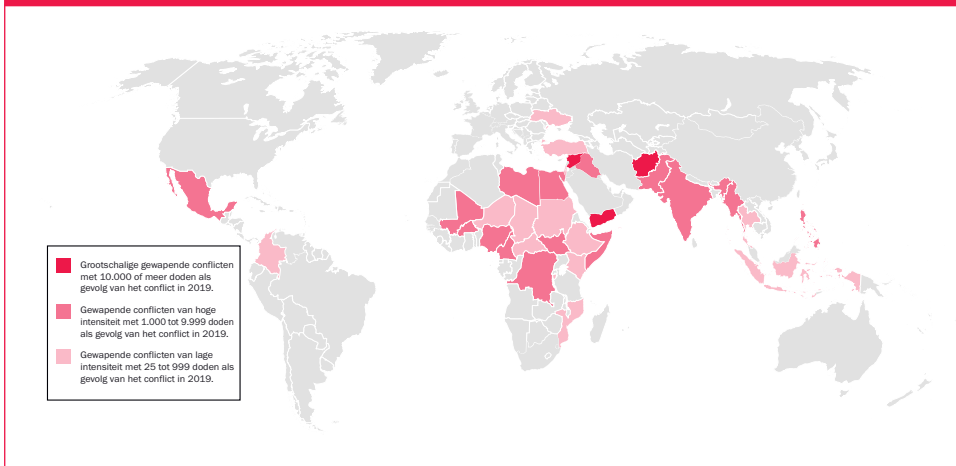 Grootschalige gewapende conflicten
met 10.000 of meer doden als
gevolg van het conflict in 2019.
Gewapende conflicten van hoge
intensiteit met 1.000 tot 9.999 doden
als gevolg van het conflict in 2019.
Gewapende conflicten van lage
intensiteit met 25 tot 999 doden als
gevolg van het conflict in 2019.